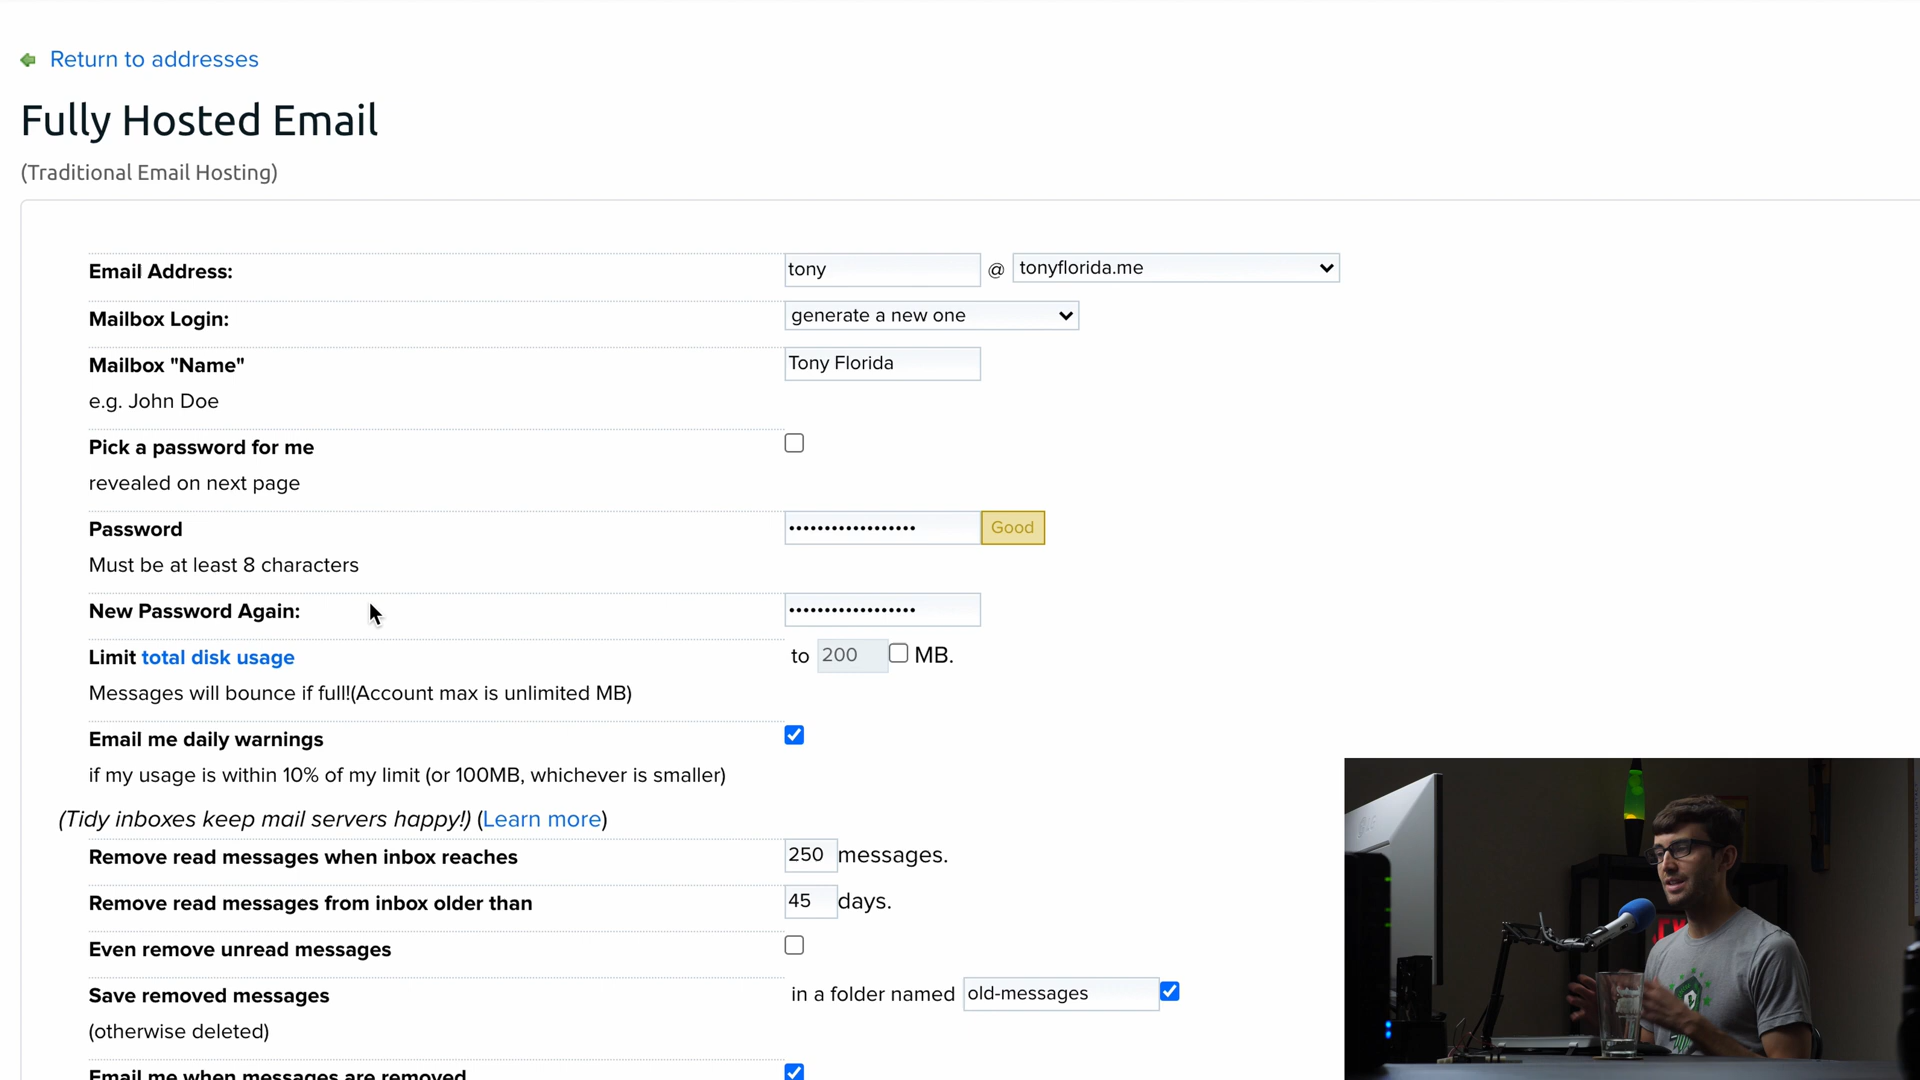 Return to addresses
Fully Hosted Email
(Traditional Email Hosting)
Email Address: tony @ tonyflorida.me
Mailbox Login: generate a new one
Mailbox "Name" Tony Florida
e.g. John Doe
Pick a password for me
revealed on next page
Password •••••••••••••••••• Good
Must be at least 8 characters
New Password Again: ••••••••••••••••••
Limit total disk usage to 200 MB.
Messages will bounce if full!(Account max is unlimited MB)
Email me daily warnings
if my usage is within 10% of my limit (or 100MB, whichever is smaller)
(Tidy inboxes keep mail servers happy!) (Learn more)
Remove read messages when inbox reaches 250 messages.
Remove read messages from inbox older than 45 days.
Even remove unread messages
Save removed messages in a folder named old-messages
(otherwise deleted)
Email me when messages are removed